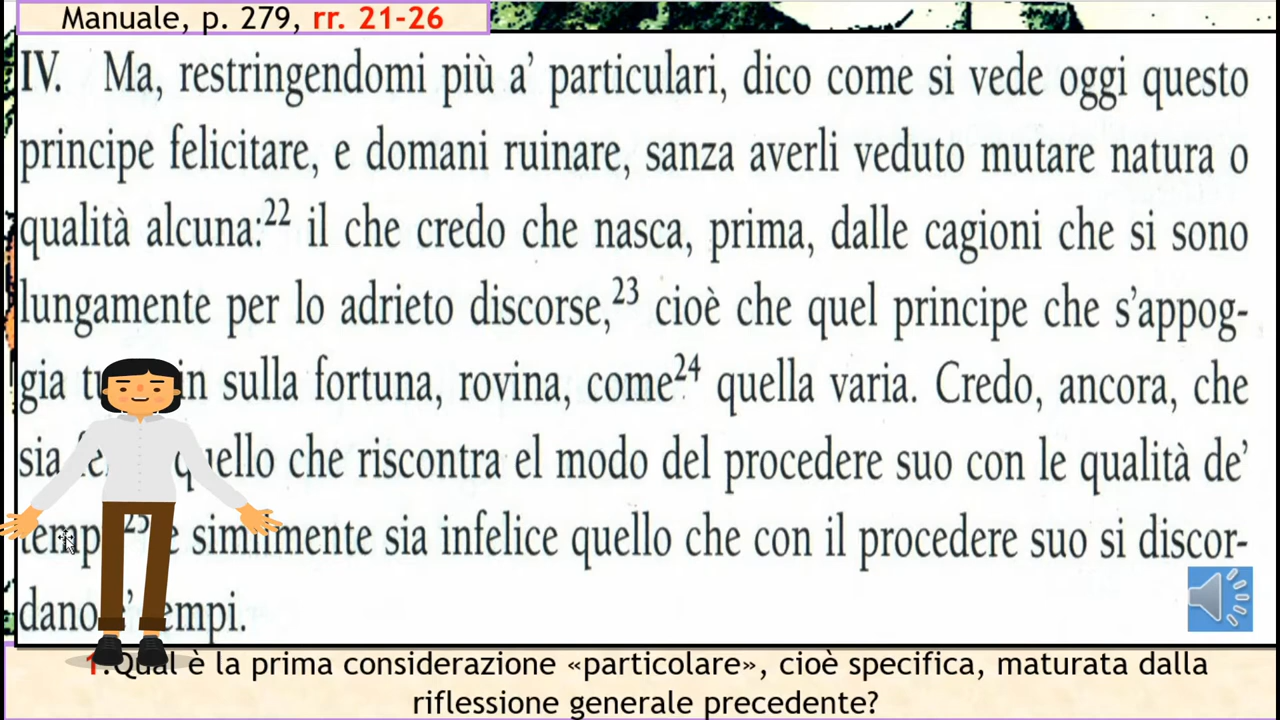 Manuale, p. 279, rr. 21-26
IV. Ma, restringendomi più a’ particulari, dico come si vede oggi questo
principe felicitare, e domani ruinare, sanza averli veduto mutare natura o
qualità alcuna:22 il che credo che nasca, prima, dalle cagioni che si sono
lungamente per lo adrieto discorse,23 cioè che quel principe che s’appog-
gia in sulla fortuna, rovina, come24 quella varia. Credo, ancora, che
sia quello che riscontra el modo del procedere suo con le qualità de’
tempi25 e similmente sia infelice quello che con il procedere suo si discor-
dano e’ tempi.
1.Qual è la prima considerazione «particolare», cioè specifica, maturata dalla
riflessione generale precedente?